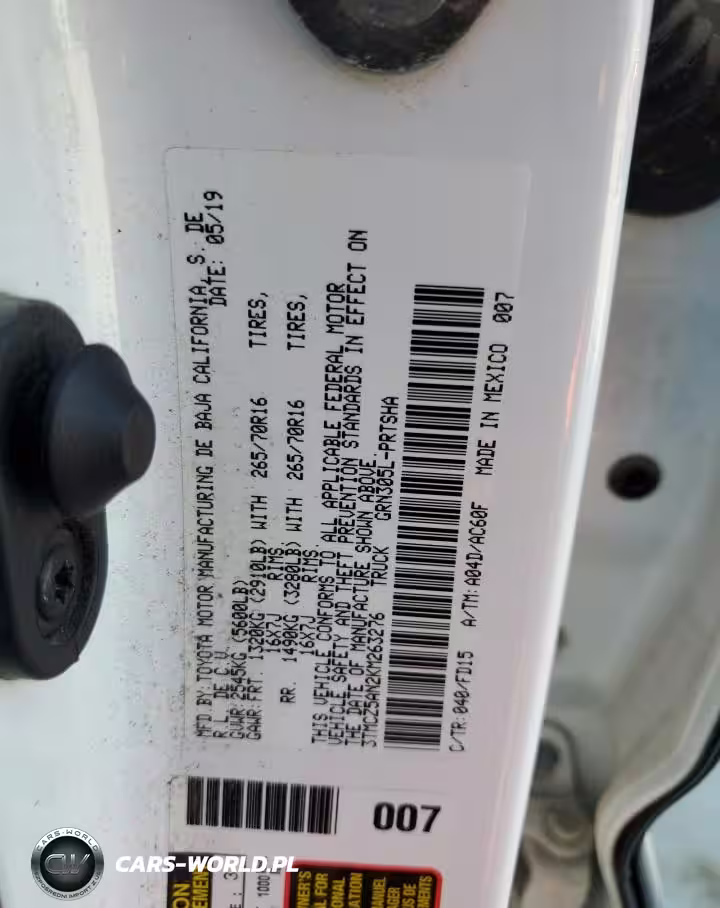 MFD.BY:TOYOTA MOTOR MANUFACTURING DE BAJA CALIFORNIA, S. DE
R.L. DE C.V. DATE: 05/19
GVWR: 2545KG (5600LB)
GAWR: FRT. 1320KG (2910LB) WITH 265/70R16 TIRES,
16X7J RIMS
RR. 1490KG (3280LB) WITH 265/70R16 TIRES,
16X7J RIMS
THIS VEHICLE CONFORMS TO ALL APPLICABLE FEDERAL MOTOR
VEHICLE SAFETY AND THEFT PREVENTION STANDARDS IN EFFECT ON
THE DATE OF MANUFACTURE SHOWN ABOVE.
3TMCZ5AN2KM263276 TRUCK GRN305L-PRTSHA
C/TR:040/FD15 A/TM:A04D/AC60F MADE IN MEXICO 007
007
1000
CARS-WORLD
CW
CARS-WORLD.PL